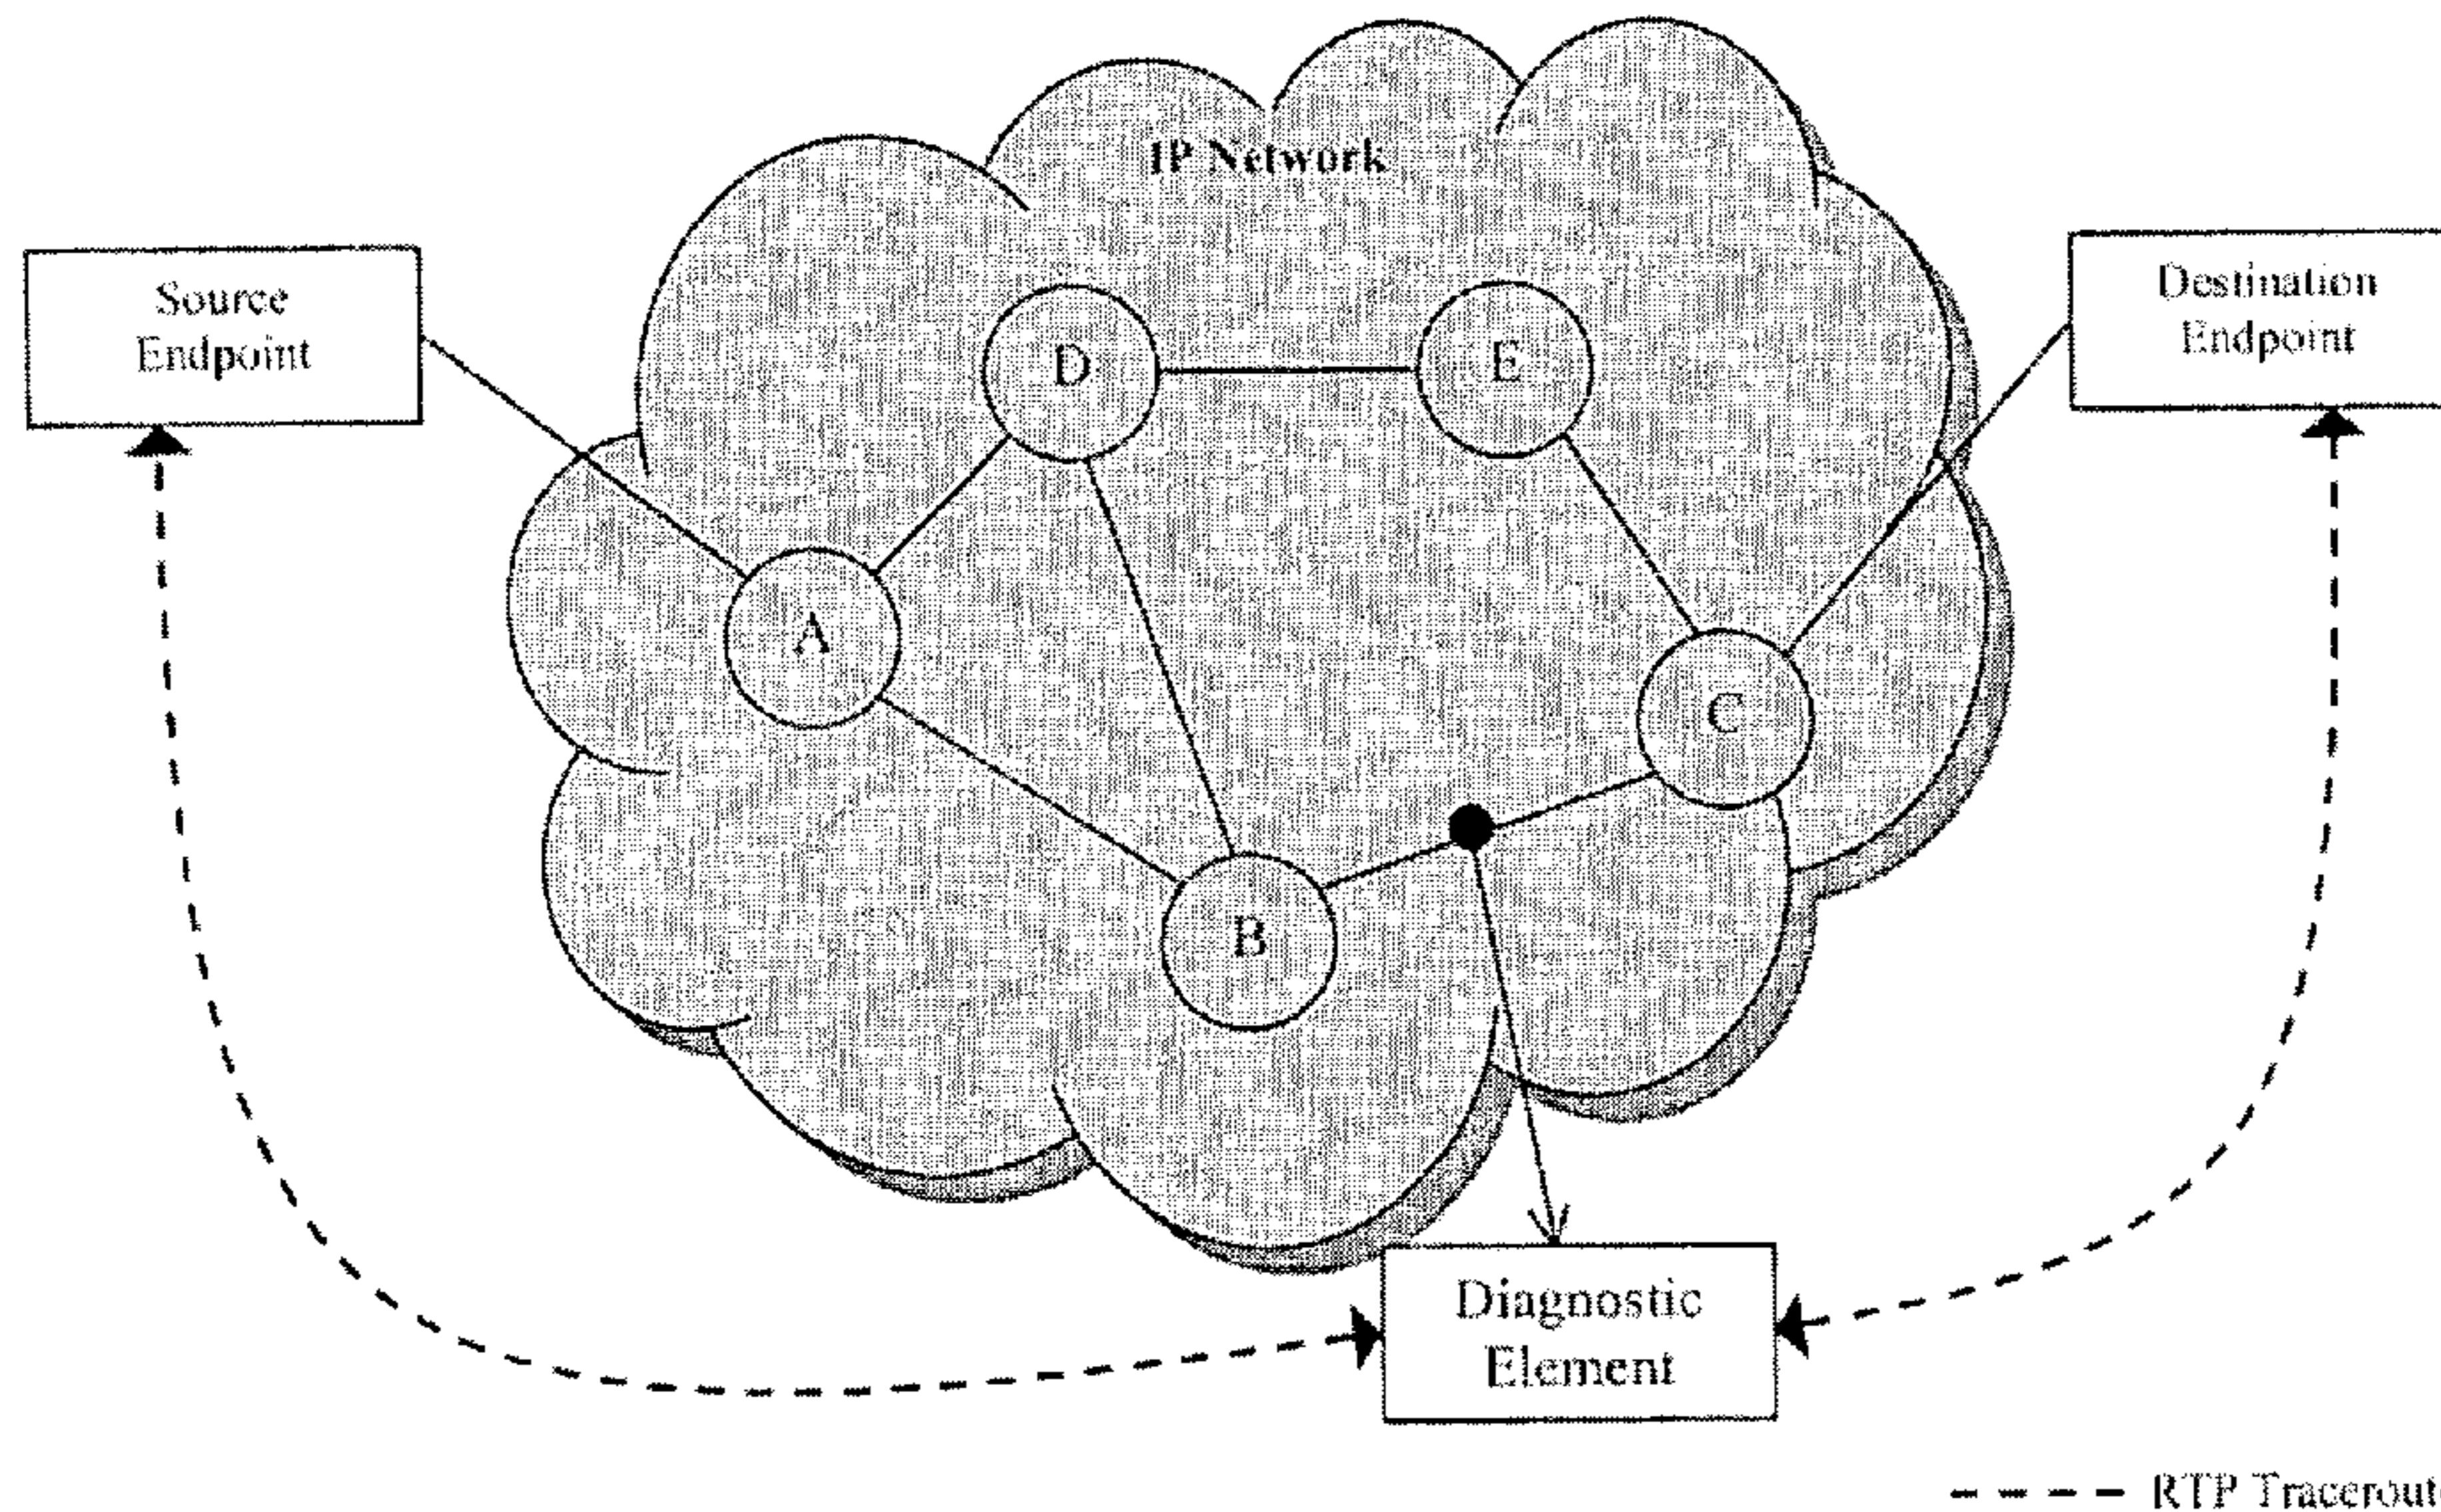 IP Network
Source
Endpoint
Destination
Endpoint
D
E
A
C
B
Diagnostic
Element
RTP Traceroute